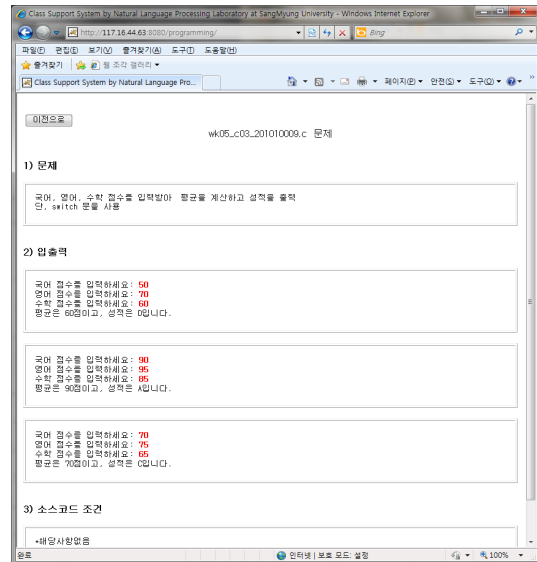 Class Support System by Natural Language Processing Laboratory at SangMyung University - Windows Internet Explorer
http://117.16.44.63:8080/programming/
Bing
파일(F) 편집(E) 보기(V) 즐겨찾기(A) 도구(T) 도움말(H)
즐겨찾기 웹 조각 갤러리
Class Support System by Natural Language Pro...
페이지(P) 안전(S) 도구(O)
이전으로
wk05_c03_201010009.c 문제
1) 문제
국어, 영어, 수학 점수를 입력받아 평균을 계산하고 성적을 출력
단, switch 문을 사용
2) 입출력
국어 점수를 입력하세요: 50
영어 점수를 입력하세요: 70
수학 점수를 입력하세요: 60
평균은 60점이고, 성적은 D입니다.
국어 점수를 입력하세요: 90
영어 점수를 입력하세요: 95
수학 점수를 입력하세요: 85
평균은 90점이고, 성적은 A입니다.
국어 점수를 입력하세요: 70
영어 점수를 입력하세요: 75
수학 점수를 입력하세요: 65
평균은 70점이고, 성적은 C입니다.
3) 소스코드 조건
*해당사항없음
완료
인터넷 | 보호 모드: 설정
100%